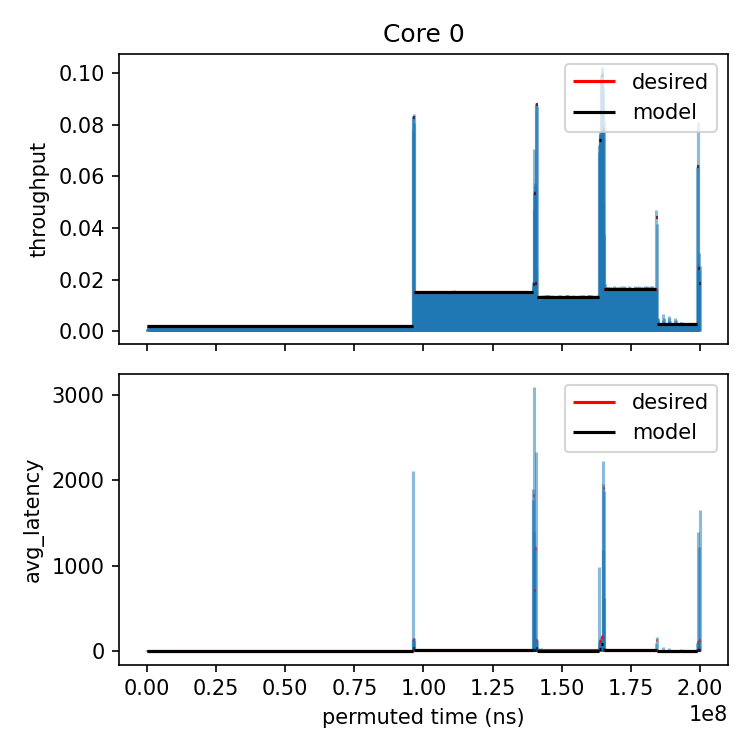 Core 0
throughput
0.10
0.08
0.06
0.04
0.02
0.00
desired
model
avg_latency
3000
2000
1000
0
desired
model
0.00 0.25 0.50 0.75 1.00 1.25 1.50 1.75 2.00
1e8
permuted time (ns)